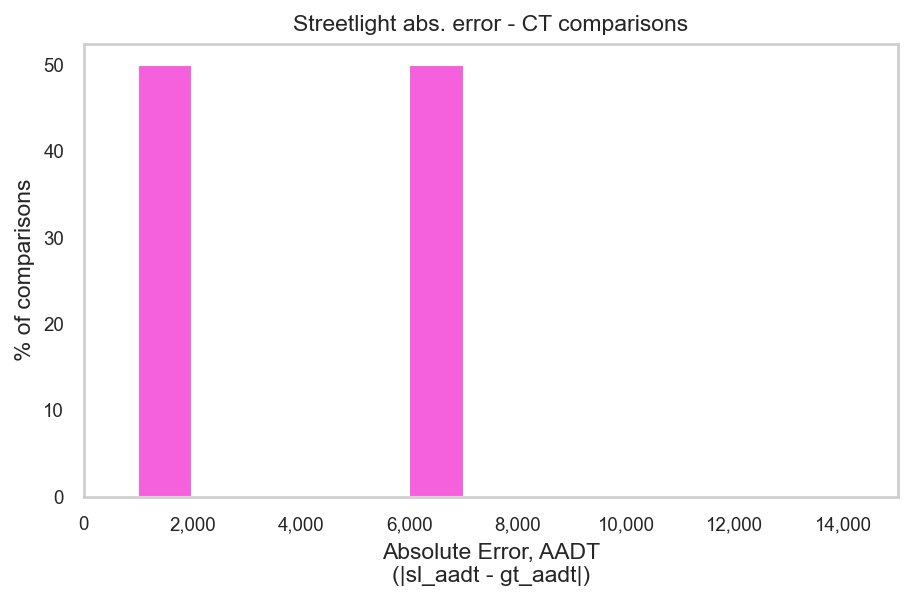 Streetlight abs. error - CT comparisons
50
40
30
20
10
0
% of comparisons
0 2,000 4,000 6,000 8,000 10,000 12,000 14,000
Absolute Error, AADT
(|sl_aadt - gt_aadt|)